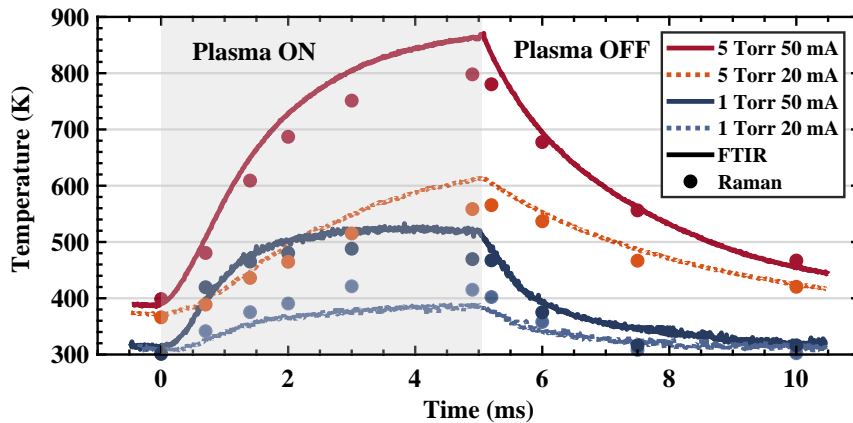 900
800
700
600
500
400
300
Temperature (K)
Plasma ON
Plasma OFF
5 Torr 50 mA
5 Torr 20 mA
1 Torr 50 mA
1 Torr 20 mA
FTIR
Raman
0
2
4
6
8
10
Time (ms)